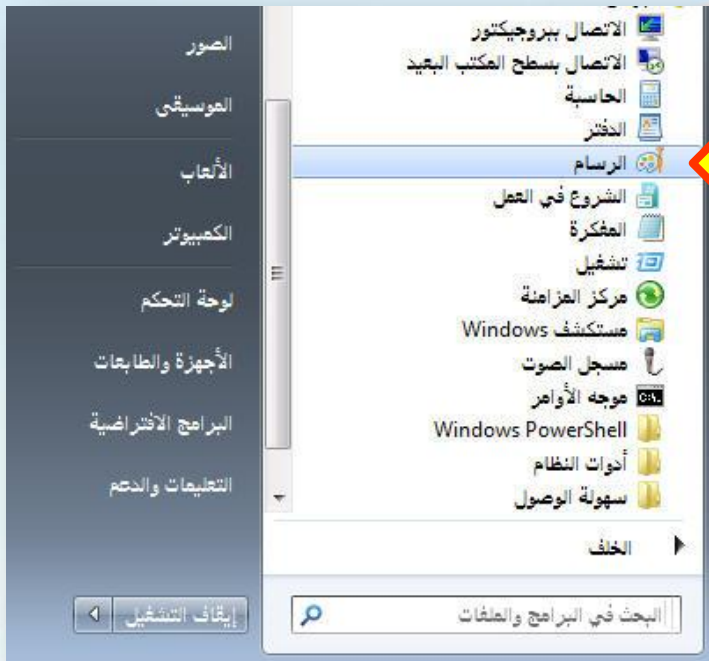 الاتصال ببروجيكتور
الاتصال بسطح المكتب البعيد
الحاسبة
الدفتر
الرسام
الشروع في العمل
المفكرة
تشغيل
مركز المزامنة
مستكشف Windows
مسجل الصوت
موجه الأوامر
Windows PowerShell
أدوات النظام
سهولة الوصول
الخلف
البحث في البرامج والملفات
الصور
الموسيقى
الألعاب
الكمبيوتر
لوحة التحكم
الأجهزة والطابعات
البرامج الافتراضية
التعليمات والدعم
إيقاف التشغيل